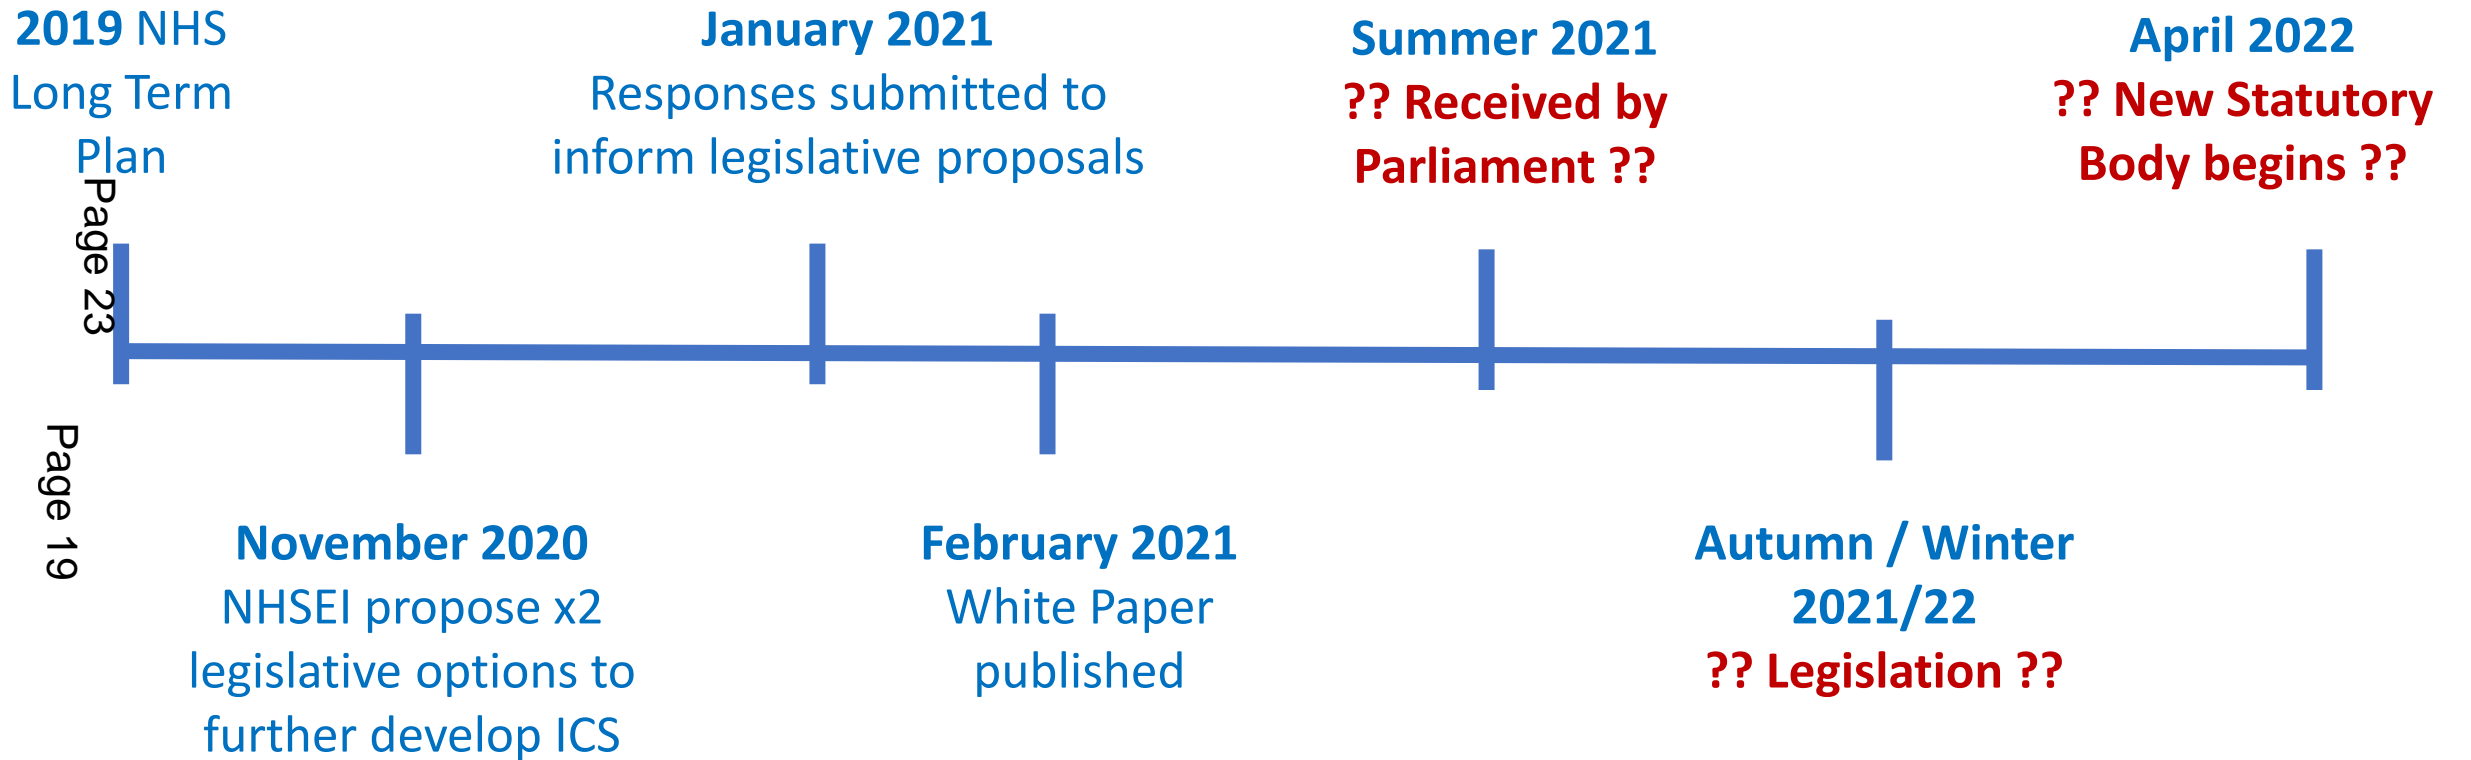 2019 NHS
Long Term
Plan
January 2021
Responses submitted to
inform legislative proposals
Summer 2021
?? Received by
Parliament ??
April 2022
?? New Statutory
Body begins ??
Page 23
Page 19
November 2020
NHSEI propose x2
legislative options to
further develop ICS
February 2021
White Paper
published
Autumn / Winter
2021/22
?? Legislation ??